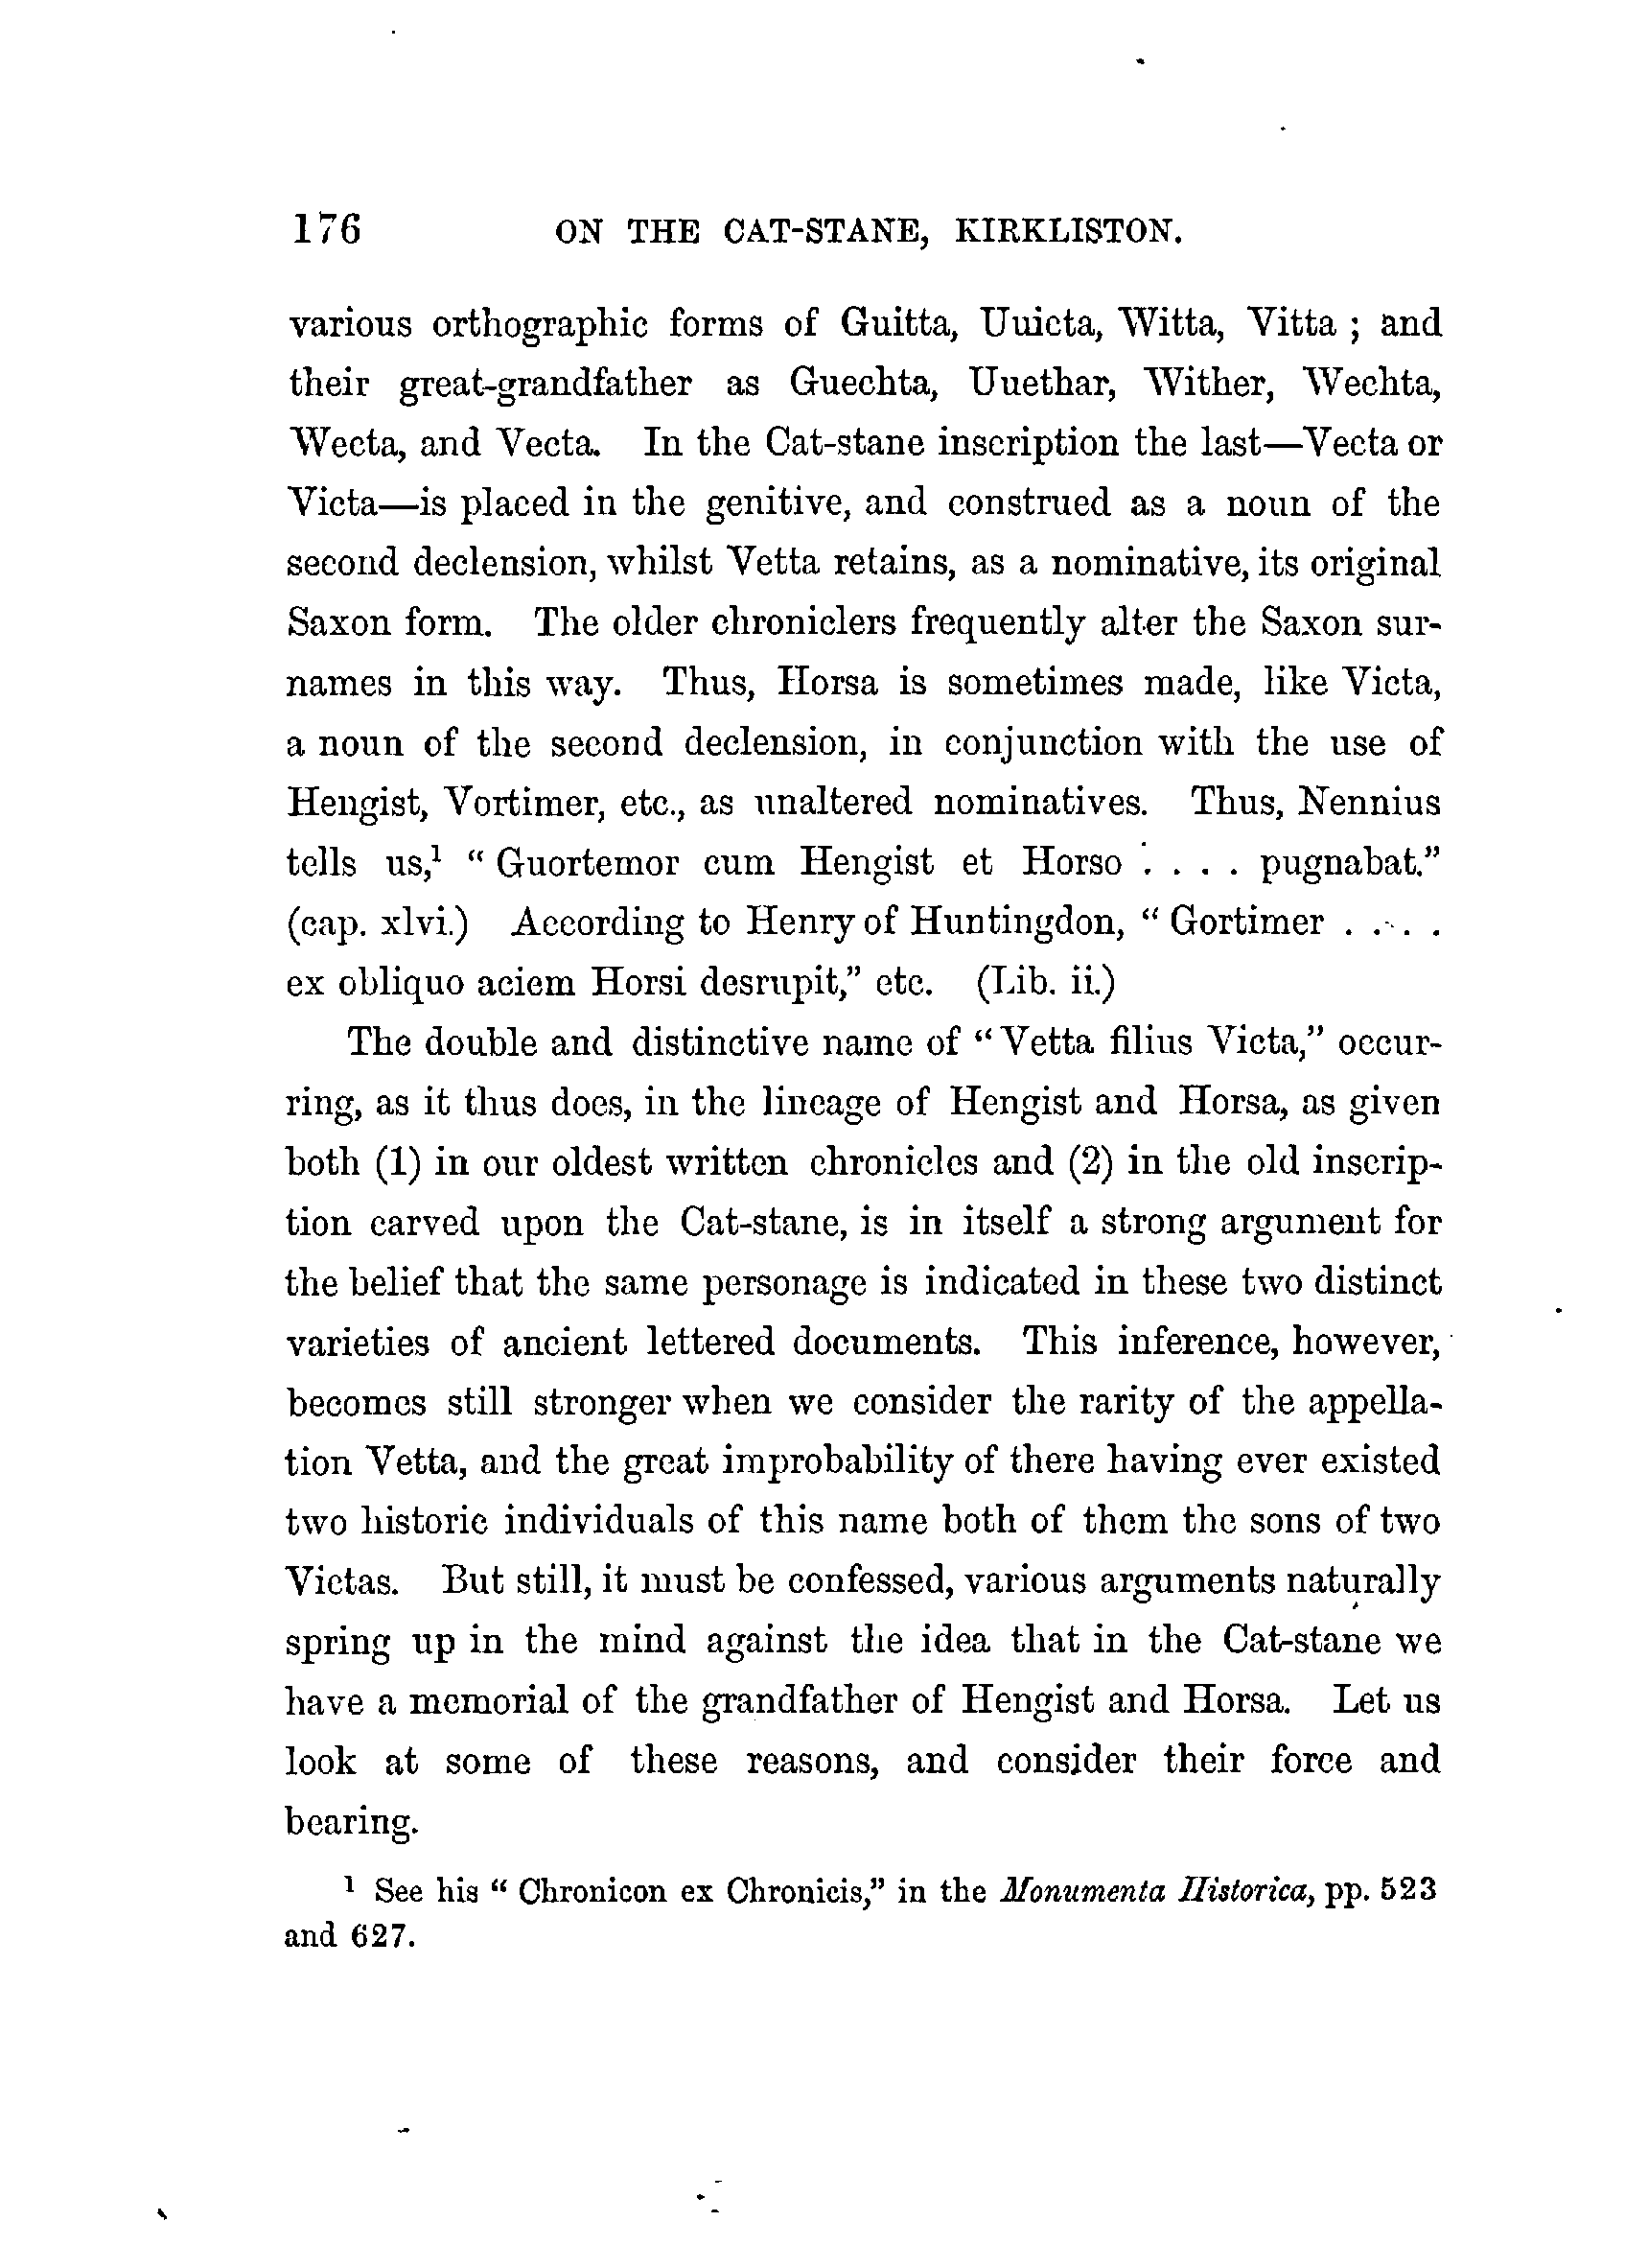 176 ON THE CAT-STANE, KIRKLISTON.
various orthographic forms of Guitta, Uuicta, Witta, Vitta ; and
their great-grandfather as Guechta, Uuethar, Wither, Wechta,
Wecta, and Vecta. In the Cat-stane inscription the last—Vecta or
Victa—is placed in the genitive, and construed as a noun of the
second declension, whilst Vetta retains, as a nominative, its original
Saxon form. The older chroniclers frequently alter the Saxon sur-
names in this way. Thus, Horsa is sometimes made, like Victa,
a noun of the second declension, in conjunction with the use of
Hengist, Vortimer, etc., as unaltered nominatives. Thus, Nennius
tells us,¹ “ Guortemor cum Hengist et Horso . . . . pugnabat.”
(cap. xlvi.) According to Henry of Huntingdon, “ Gortimer . . . .
ex obliquo aciem Horsi desrupit,” etc. (Lib. ii.)
The double and distinctive name of “ Vetta filius Victa,” occur-
ring, as it thus does, in the lineage of Hengist and Horsa, as given
both (1) in our oldest written chronicles and (2) in the old inscrip-
tion carved upon the Cat-stane, is in itself a strong argument for
the belief that the same personage is indicated in these two distinct
varieties of ancient lettered documents. This inference, however,
becomes still stronger when we consider the rarity of the appella-
tion Vetta, and the great improbability of there having ever existed
two historic individuals of this name both of them the sons of two
Victas. But still, it must be confessed, various arguments naturally
spring up in the mind against the idea that in the Cat-stane we
have a memorial of the grandfather of Hengist and Horsa. Let us
look at some of these reasons, and consider their force and
bearing.
¹ See his “ Chronicon ex Chronicis,” in the Monumenta Historica, pp. 523
and 627.